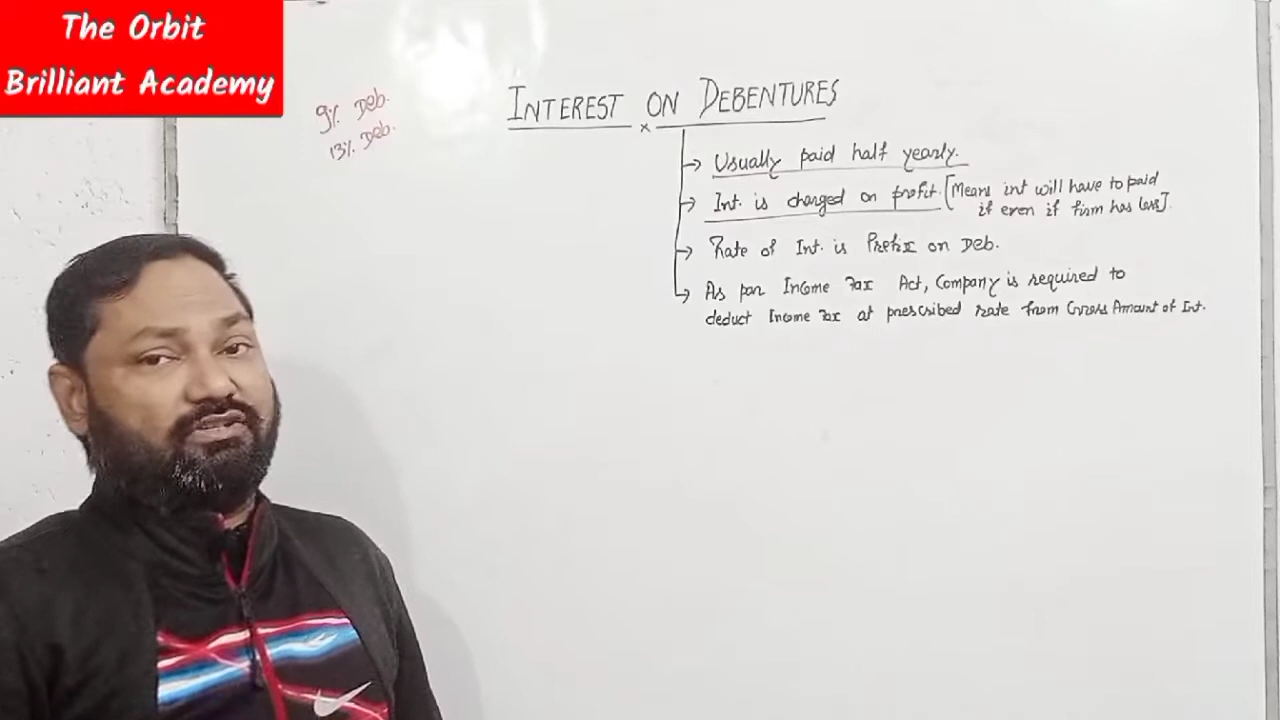 The Orbit
Brilliant Academy
9% Deb.
13% Deb.
INTEREST ON DEBENTURES
x
→ Usually paid half yearly.
→ Int. is charged on profit. [Means int will have to paid
if even if firm has loss].
→ Rate of Int. is Prefix on Deb.
→ As par Income Tax Act, Company is required to
deduct Income Tax at prescribed rate from Gross Amount of Int.